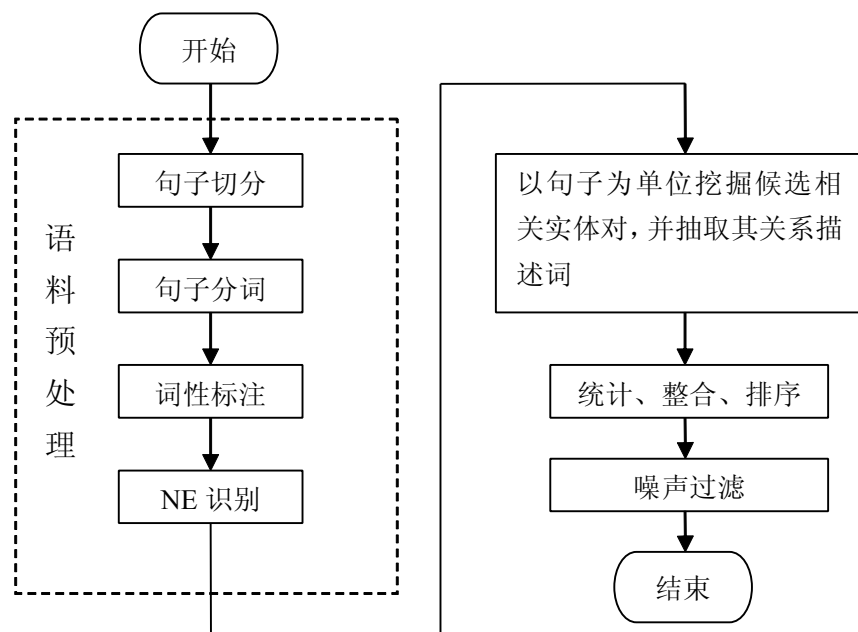 开始
语料预处理
句子切分
句子分词
词性标注
NE 识别
以句子为单位挖掘候选相
关实体对，并抽取其关系描
述词
统计、整合、排序
噪声过滤
结束